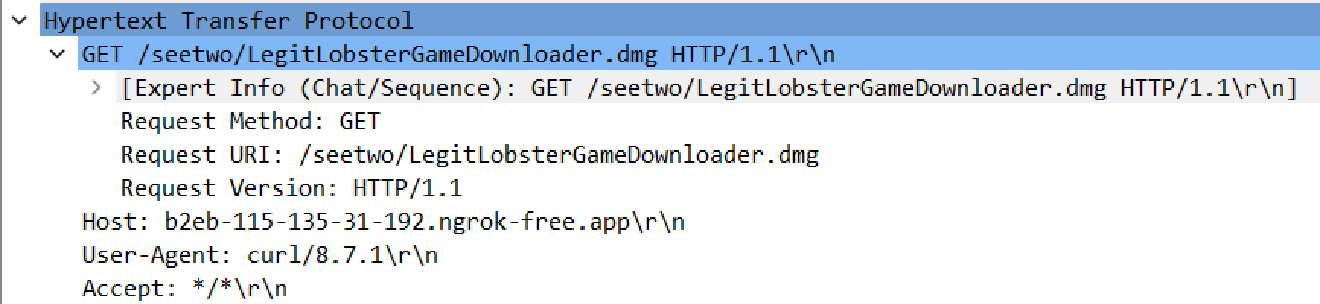 Hypertext Transfer Protocol
GET /seetwo/LegitLobsterGameDownloader.dmg HTTP/1.1\r\n
[Expert Info (Chat/Sequence): GET /seetwo/LegitLobsterGameDownloader.dmg HTTP/1.1\r\n]
Request Method: GET
Request URI: /seetwo/LegitLobsterGameDownloader.dmg
Request Version: HTTP/1.1
Host: b2eb-115-135-31-192.ngrok-free.app\r\n
User-Agent: curl/8.7.1\r\n
Accept: */*\r\n